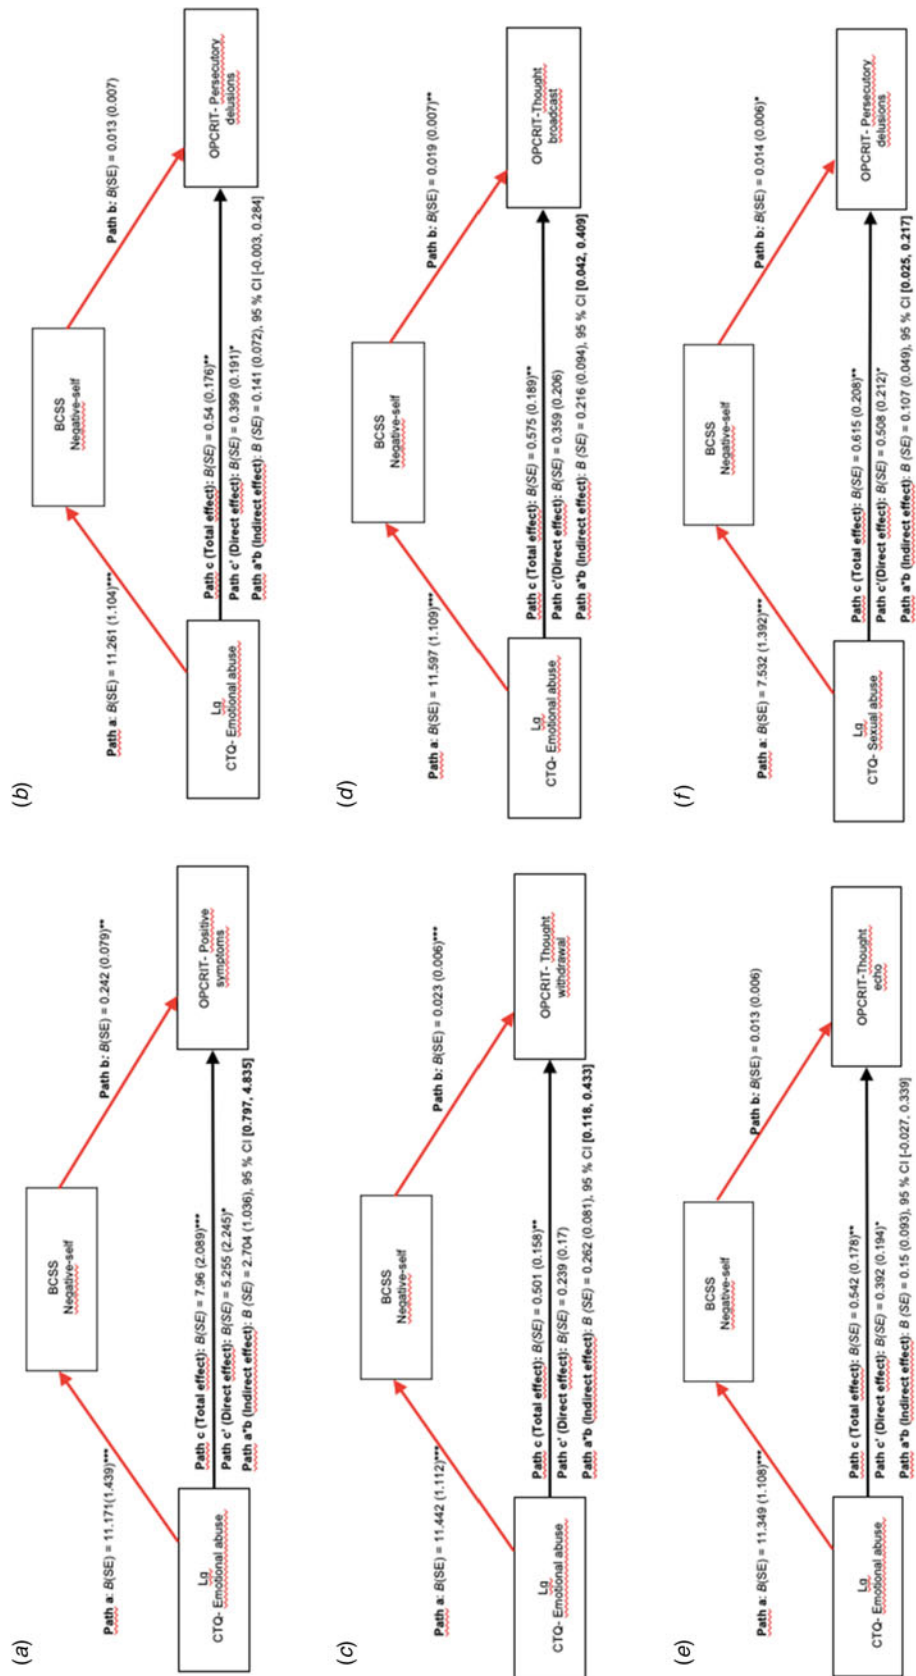 (a)
BCSS
Negative-self
Path a: B(SE) = 11.171(1.439)***
Path b: B(SE) = 0.242 (0.079)**
Lg
CTQ- Emotional abuse
OPCRIT- Positive
symptoms
Path c (Total effect): B(SE) = 7.96 (2.089)***
Path c' (Direct effect): B(SE) = 5.255 (2.245)*
Path a*b (Indirect effect): B (SE) = 2.704 (1.036), 95 % CI [0.797, 4.835]
(b)
BCSS
Negative-self
Path a: B(SE) = 11.261 (1.104)***
Path b: B(SE) = 0.013 (0.007)
Lg
CTQ- Emotional abuse
OPCRIT- Persecutory
delusions
Path c (Total effect): B(SE) = 0.54 (0.176)**
Path c' (Direct effect): B(SE) = 0.399 (0.191)*
Path a*b (Indirect effect): B (SE) = 0.141 (0.072), 95 % CI [-0.003, 0.284]
(c)
BCSS
Negative-self
Path a: B(SE) = 11.442 (1.112)***
Path b: B(SE) = 0.023 (0.006)***
Lg
CTQ- Emotional abuse
OPCRIT- Thought
withdrawal
Path c (Total effect): B(SE) = 0.501 (0.158)**
Path c' (Direct effect): B(SE) = 0.239 (0.17)
Path a*b (Indirect effect): B (SE) = 0.262 (0.081), 95 % CI [0.118, 0.433]
(d)
BCSS
Negative-self
Path a: B(SE) = 11.597 (1.109)***
Path b: B(SE) = 0.019 (0.007)**
Lg
CTQ- Emotional abuse
OPCRIT-Thought
broadcast
Path c (Total effect): B(SE) = 0.575 (0.189)**
Path c'(Direct effect): B(SE) = 0.359 (0.206)
Path a*b (Indirect effect): B (SE) = 0.216 (0.094), 95 % CI [0.042, 0.409]
(e)
BCSS
Negative-self
Path a: B(SE) = 11.349 (1.108)***
Path b: B(SE) = 0.013 (0.006)
Lg
CTQ- Emotional abuse
OPCRIT-Thought
echo
Path c (Total effect): B(SE) = 0.542 (0.178)**
Path c' (Direct effect): B(SE) = 0.392 (0.194)*
Path a*b (Indirect effect): B (SE) = 0.15 (0.093), 95 % CI [-0.027, 0.339]
(f)
BCSS
Negative-self
Path a: B(SE) = 7.532 (1.392)***
Path b: B(SE) = 0.014 (0.006)*
Lg
CTQ- Sexual abuse
OPCRIT- Persecutory
delusions
Path c (Total effect): B(SE) = 0.615 (0.208)**
Path c'(Direct effect): B(SE) = 0.508 (0.212)*
Path a*b (Indirect effect): B (SE) = 0.107 (0.049), 95 % CI [0.025, 0.217]